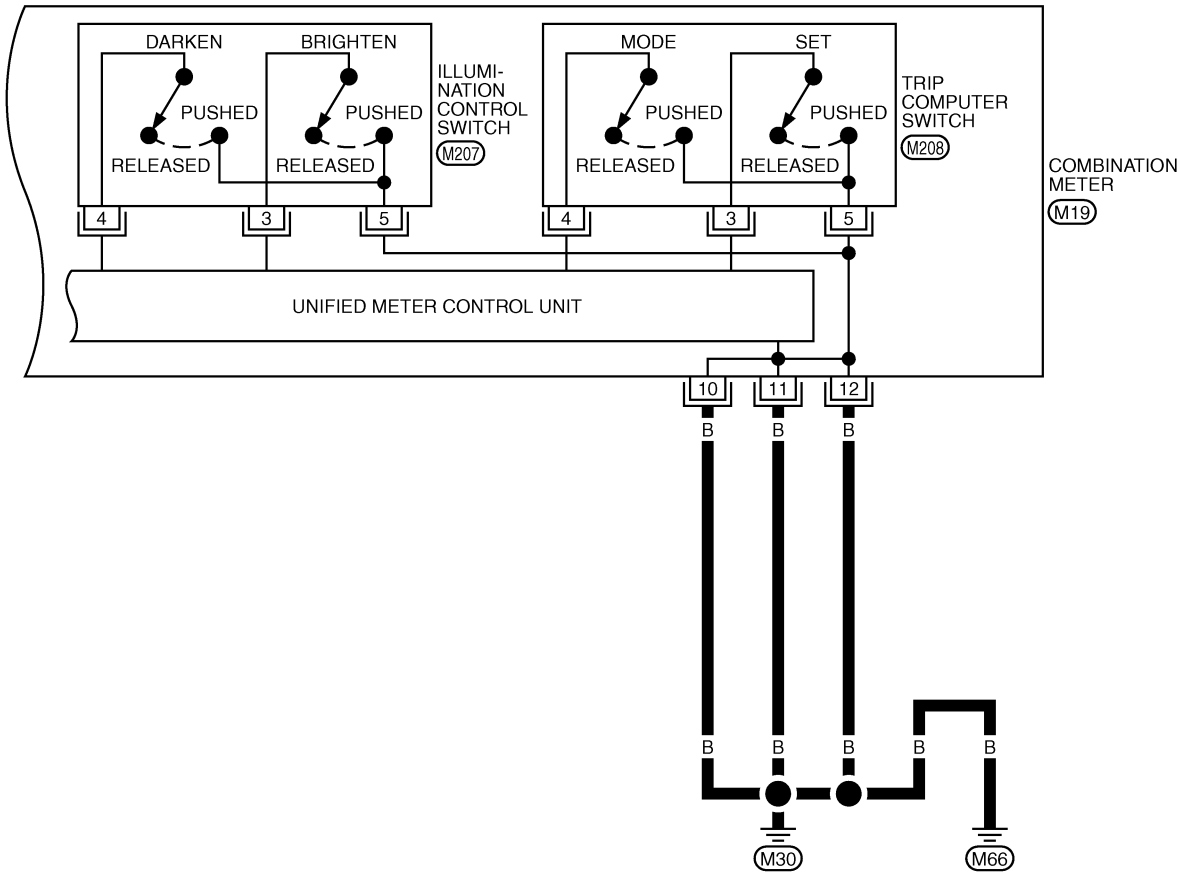 DARKEN
BRIGHTEN
PUSHED
PUSHED
RELEASED
RELEASED
ILLUMI-
NATION
CONTROL
SWITCH
M207
MODE
SET
PUSHED
PUSHED
RELEASED
RELEASED
TRIP
COMPUTER
SWITCH
M208
COMBINATION
METER
M19
4
3
5
4
3
5
UNIFIED METER CONTROL UNIT
10
11
12
B
B
B
B
B
B
B
B
M30
M66